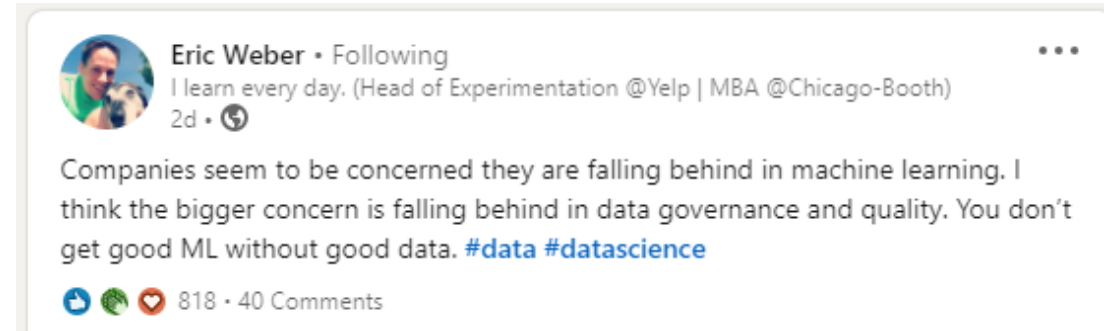 Eric Weber • Following
I learn every day. (Head of Experimentation @Yelp | MBA @Chicago-Booth)
2d •
Companies seem to be concerned they are falling behind in machine learning. I
think the bigger concern is falling behind in data governance and quality. You don’t
get good ML without good data. #data #datascience
818 · 40 Comments